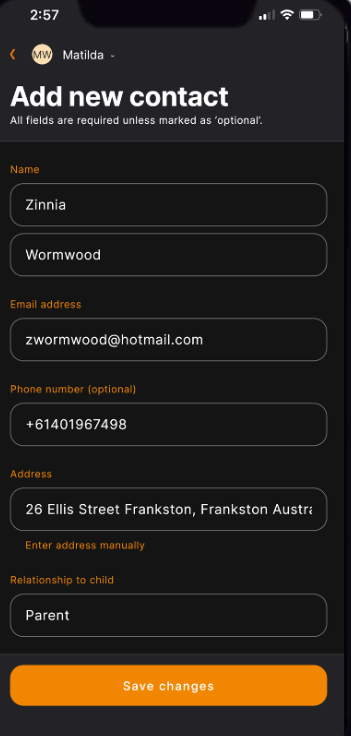 2:57
MW Matilda
Add new contact
All fields are required unless marked as ‘optional’.
Name
Zinnia
Wormwood
Email address
zwormwood@hotmail.com
Phone number (optional)
+61401967498
Address
26 Ellis Street Frankston, Frankston Austra
Enter address manually
Relationship to child
Parent
Save changes